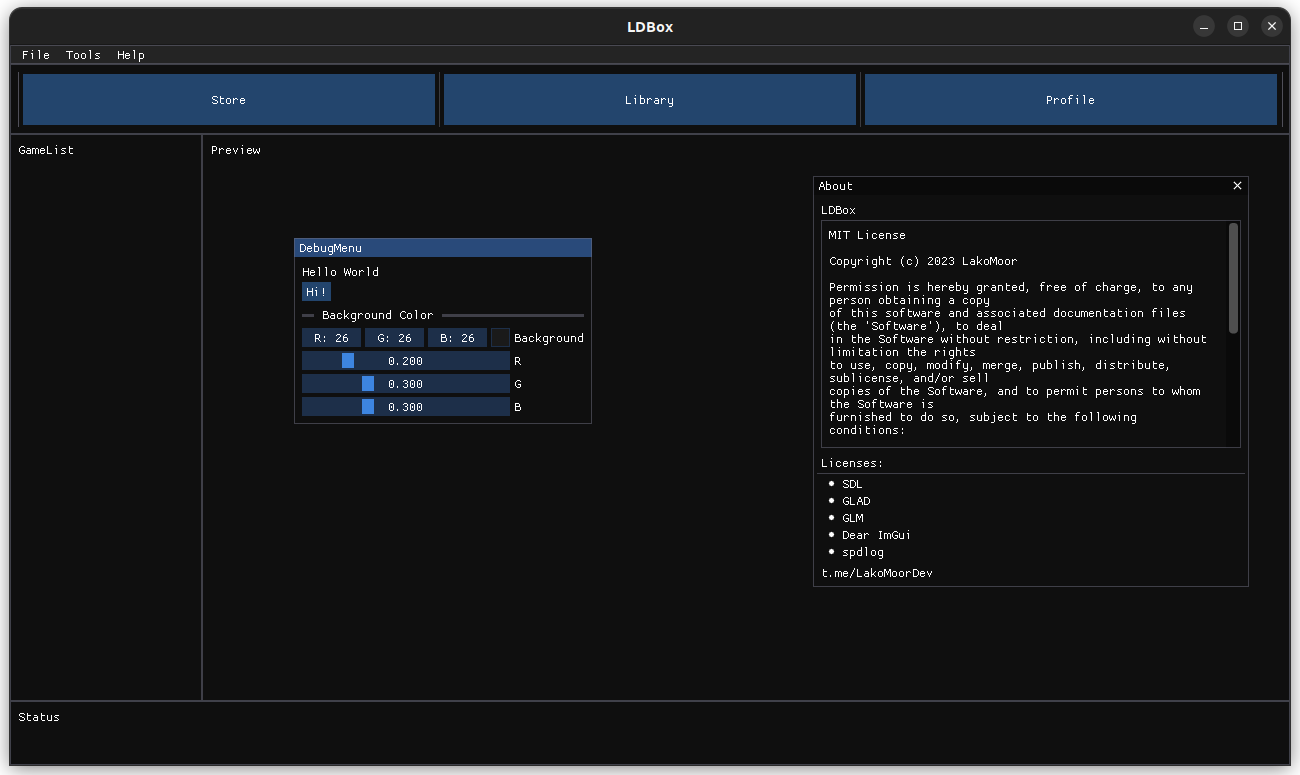 LDBox
File Tools Help
Store Library Profile
GameList
Preview
DebugMenu
Hello World
Hi!
Background Color
R: 26 G: 26 B: 26 Background
0.200 R
0.300 G
0.300 B
About
LDBox
MIT License
Copyright (c) 2023 LakoMoor
Permission is hereby granted, free of charge, to any
person obtaining a copy
of this software and associated documentation files
(the 'Software'), to deal
in the Software without restriction, including without
limitation the rights
to use, copy, modify, merge, publish, distribute,
sublicense, and/or sell
copies of the Software, and to permit persons to whom
the Software is
furnished to do so, subject to the following
conditions:
Licenses:
SDL
GLAD
GLM
Dear ImGui
spdlog
t.me/LakoMoorDev
Status